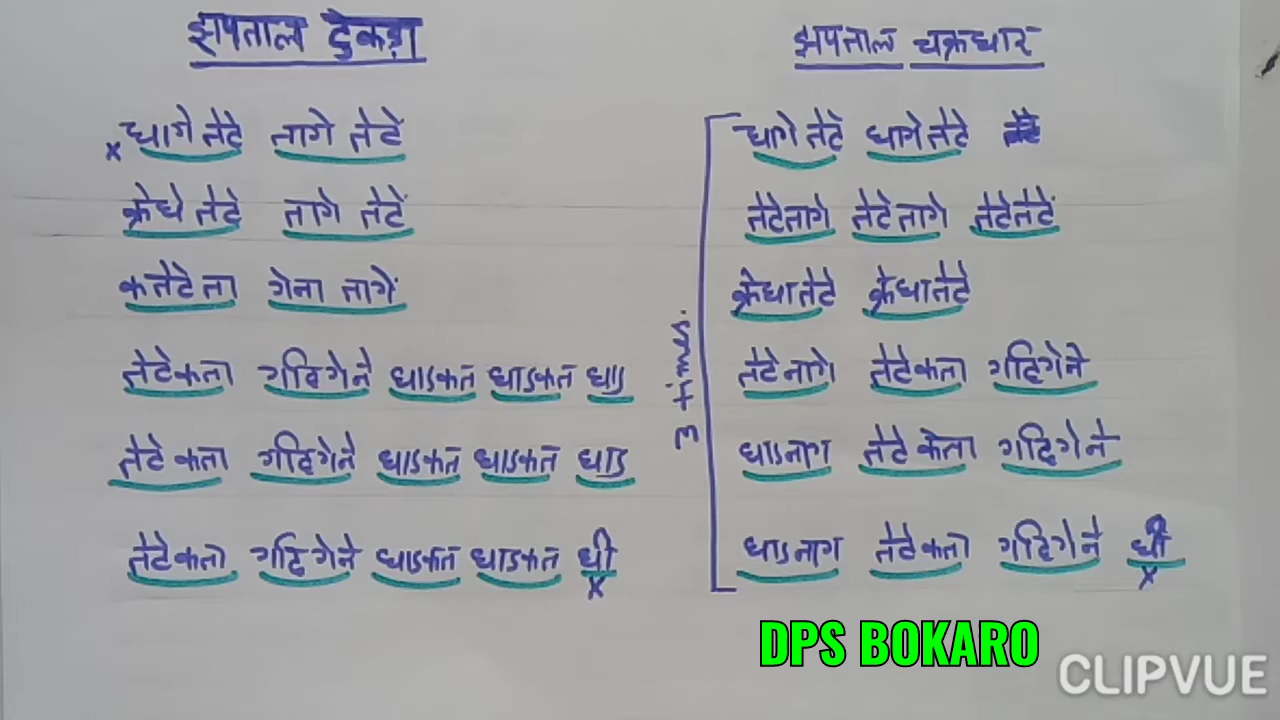 झपताल टुकड़ा
x धागे तेटे तागे तेटे
क्रेधे तेटे तागे तेटे
कतेटेता गेना तागे
तेटेकता गदिगेने धाऽकत धाऽकत धाऽ
तेटेकता गदिगेने धाऽकत धाऽकत धाऽ
तेटेकता गदिगेने धाऽकत धाऽकत धी
x
झपताल चक्रधार
धागे तेटे धागेतेटे
तेटेतागे तेटेतागे तेटेतेटे
क्रेधातेटे क्रेधातेटे
तेटेनागे तेटेकता गदिगेने
धाऽनाग तेटेकेता गदिगेने
धाऽनाग तेटेकता गदिगेने धी
x
3 times.
DPS BOKARO
CLIPVUE